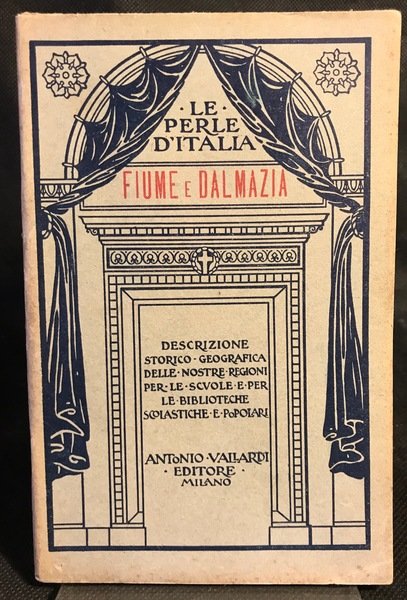 · LE ·
PERLE
D'ITALIA
FIUME E DALMAZIA
DESCRIZIONE
STORICO · GEOGRAFICA
DELLE · NOSTRE · REGIONI
PER · LE · SCVOLE · E · PER
LE · BIBLIOTECHE
SCOLASTICHE · E · POPOLARI
ANTONIO · VALLARDI
· EDITORE ·
MILANO